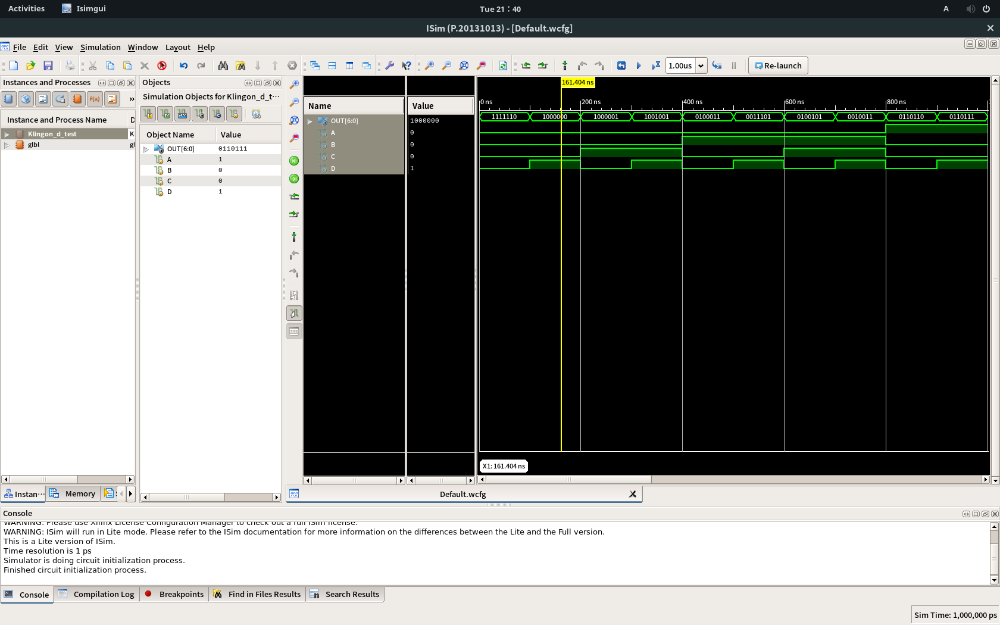 Activities
Isimgui
Tue 21:40
A
ISim (P.20131013) - [Default.wcfg]
File Edit View Simulation Window Layout Help
1.00us
Re-launch
Instances and Processes
Instance and Process Name
Klingon_d_test
glbl
Instan…
Memory
Objects
Simulation Objects for Klingon_d_t…
Object Name Value
OUT[6:0] 0110111
A 1
B 0
C 0
D 1
Name Value
OUT[6:0] 1000000
A 0
B 0
C 0
D 1
161.404 ns
0 ns 200 ns 400 ns 600 ns 800 ns
1111110 1000000 1000001 1001001 0100011 0011101 0100101 0010011 0110110 0110111
X1: 161.404 ns
Default.wcfg
Console
WARNING: Please use Xilinx License Configuration Manager to check out a full ISim license.
WARNING: ISim will run in Lite mode. Please refer to the ISim documentation for more information on the differences between the Lite and the Full version.
This is a Lite version of ISim.
Time resolution is 1 ps
Simulator is doing circuit initialization process.
Finished circuit initialization process.
Console
Compilation Log
Breakpoints
Find in Files Results
Search Results
Sim Time: 1,000,000 ps